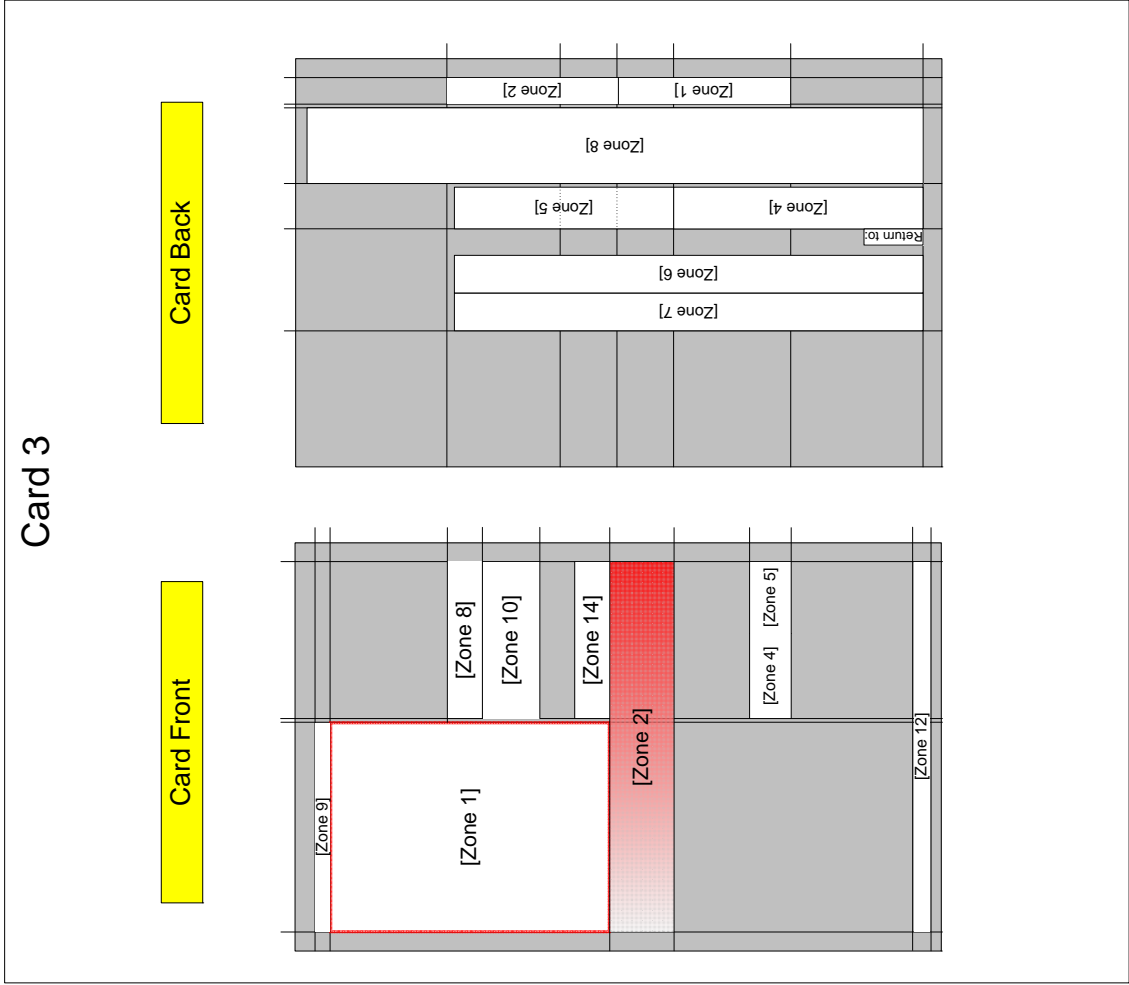 Card 3
Card Front
[Zone 9]
[Zone 1]
[Zone 8]
[Zone 10]
[Zone 14]
[Zone 2]
[Zone 4] [Zone 5]
[Zone 12]
Card Back
[Zone 7]
[Zone 6]
Return to:
[Zone 4] [Zone 5]
[Zone 8]
[Zone 1] [Zone 2]